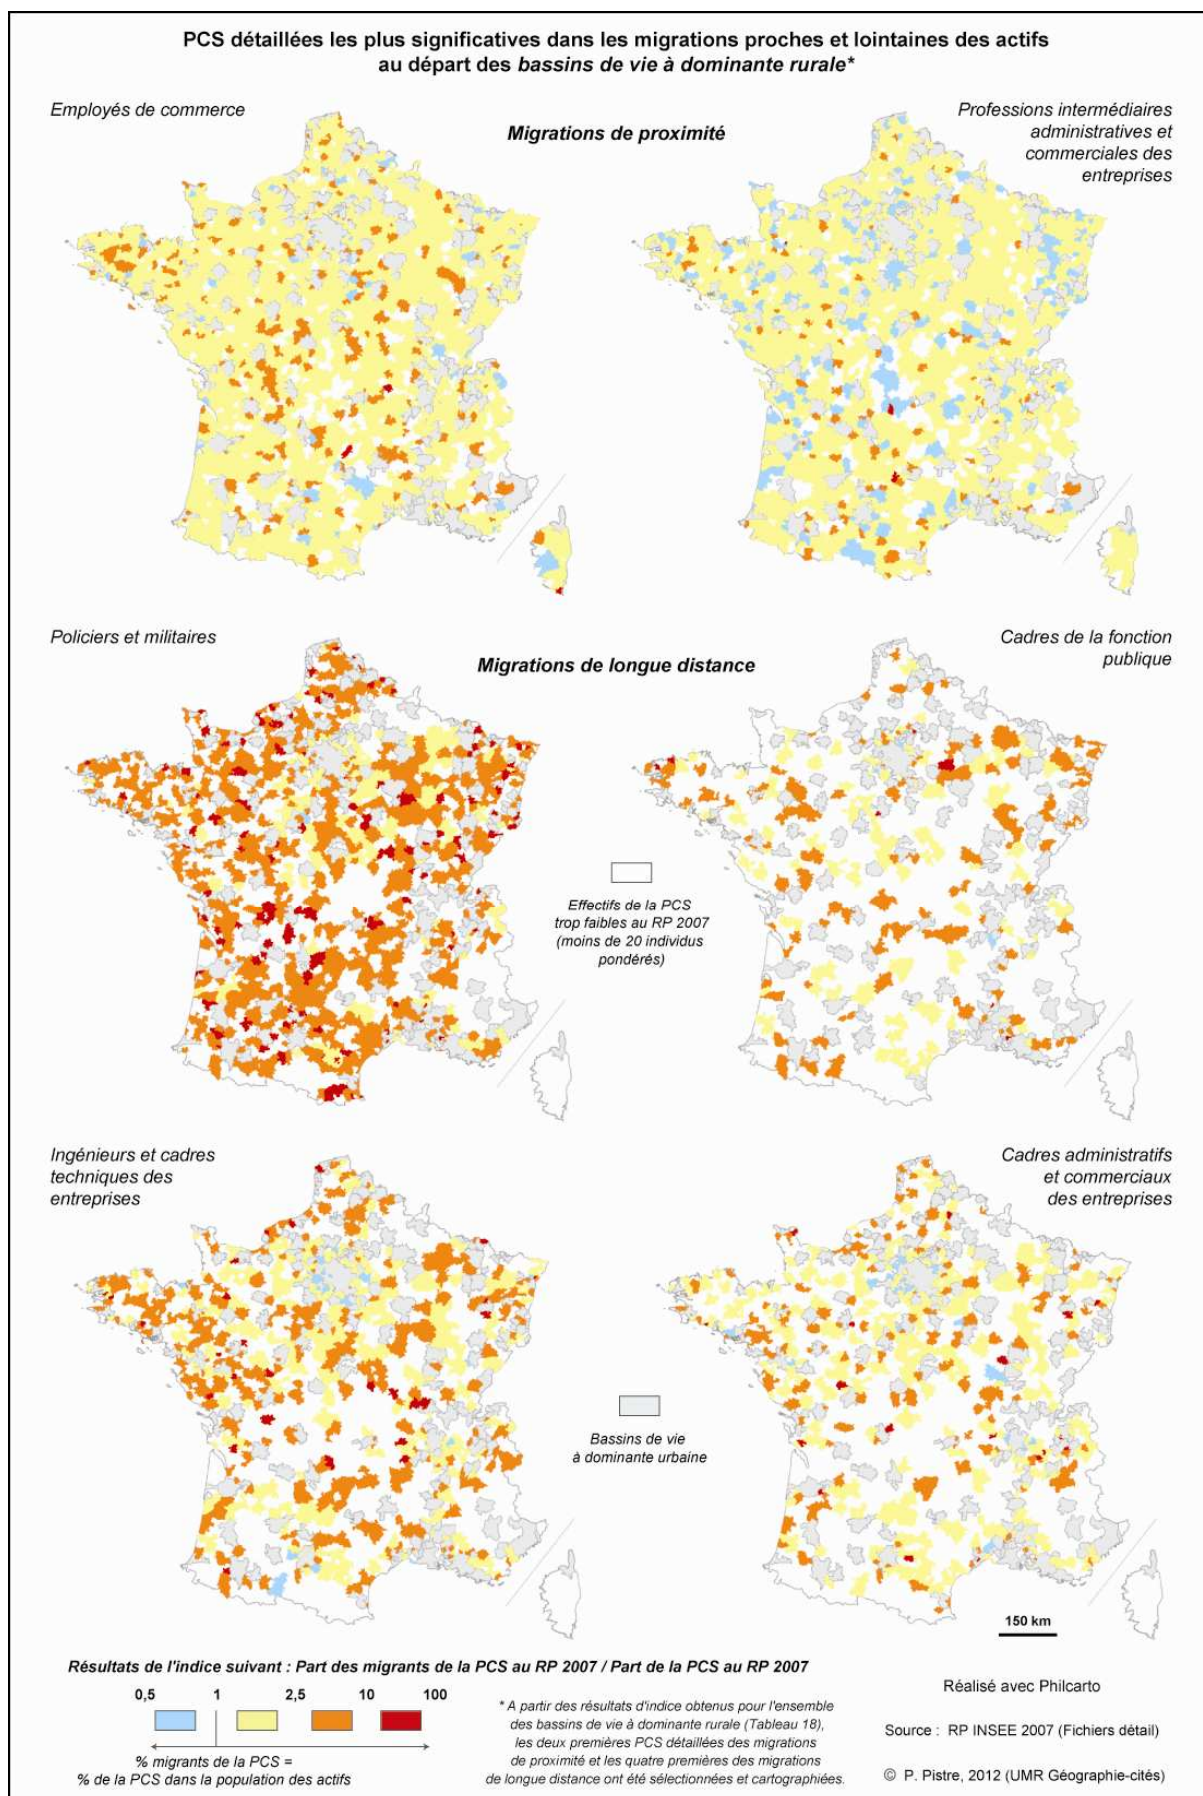 PCS détaillées les plus significatives dans les migrations proches et lointaines des actifs
au départ des bassins de vie à dominante rurale*
Employés de commerce
Migrations de proximité
Professions intermédiaires
administratives et
commerciales des
entreprises
Policiers et militaires
Migrations de longue distance
Cadres de la fonction
publique
Effectifs de la PCS
trop faibles au RP 2007
(moins de 20 individus
pondérés)
Ingénieurs et cadres
techniques des
entreprises
Cadres administratifs
et commerciaux
des entreprises
Bassins de vie
à dominante urbaine
150 km
Résultats de l'indice suivant : Part des migrants de la PCS au RP 2007 / Part de la PCS au RP 2007
0,5 1 2,5 10 100
% migrants de la PCS =
% de la PCS dans la population des actifs
* A partir des résultats d'indice obtenus pour l'ensemble
des bassins de vie à dominante rurale (Tableau 18),
les deux premières PCS détaillées des migrations
de proximité et les quatre premières des migrations
de longue distance ont été sélectionnées et cartographiées.
Réalisé avec Philcarto
Source : RP INSEE 2007 (Fichiers détail)
© P. Pistre, 2012 (UMR Géographie-cités)